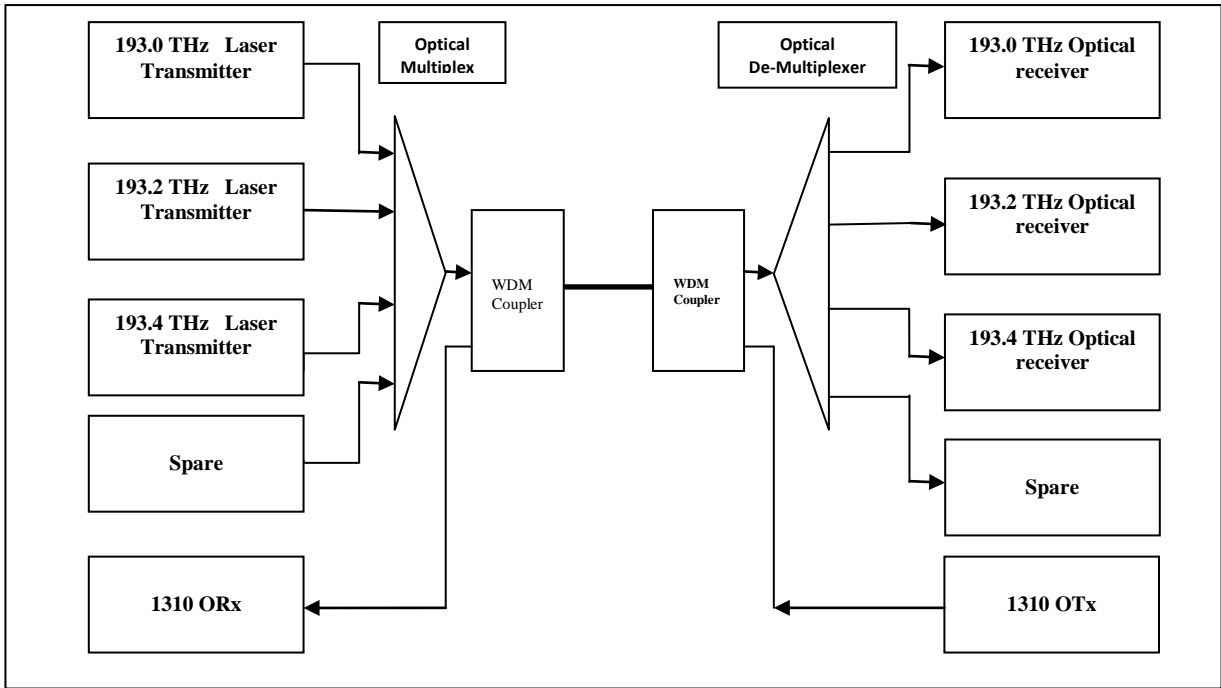 193.0 THz Laser
Transmitter
Optical
Multiplex
Optical
De-Multiplexer
193.0 THz Optical
receiver
193.2 THz Laser
Transmitter
193.2 THz Optical
receiver
WDM
Coupler
WDM
Coupler
193.4 THz Laser
Transmitter
193.4 THz Optical
receiver
Spare
Spare
1310 ORx
1310 OTx